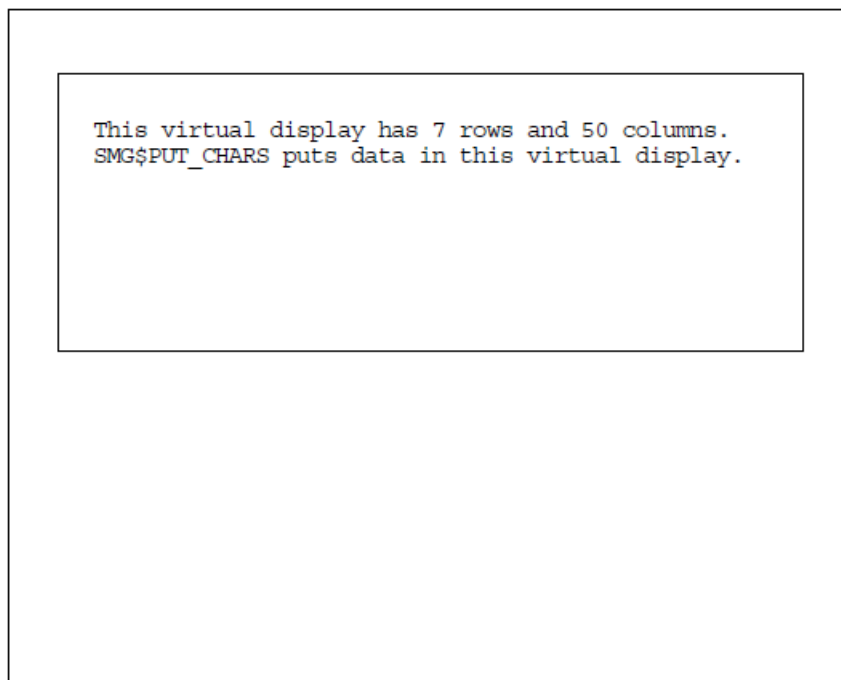 This virtual display has 7 rows and 50 columns.
SMG$PUT_CHARS puts data in this virtual display.